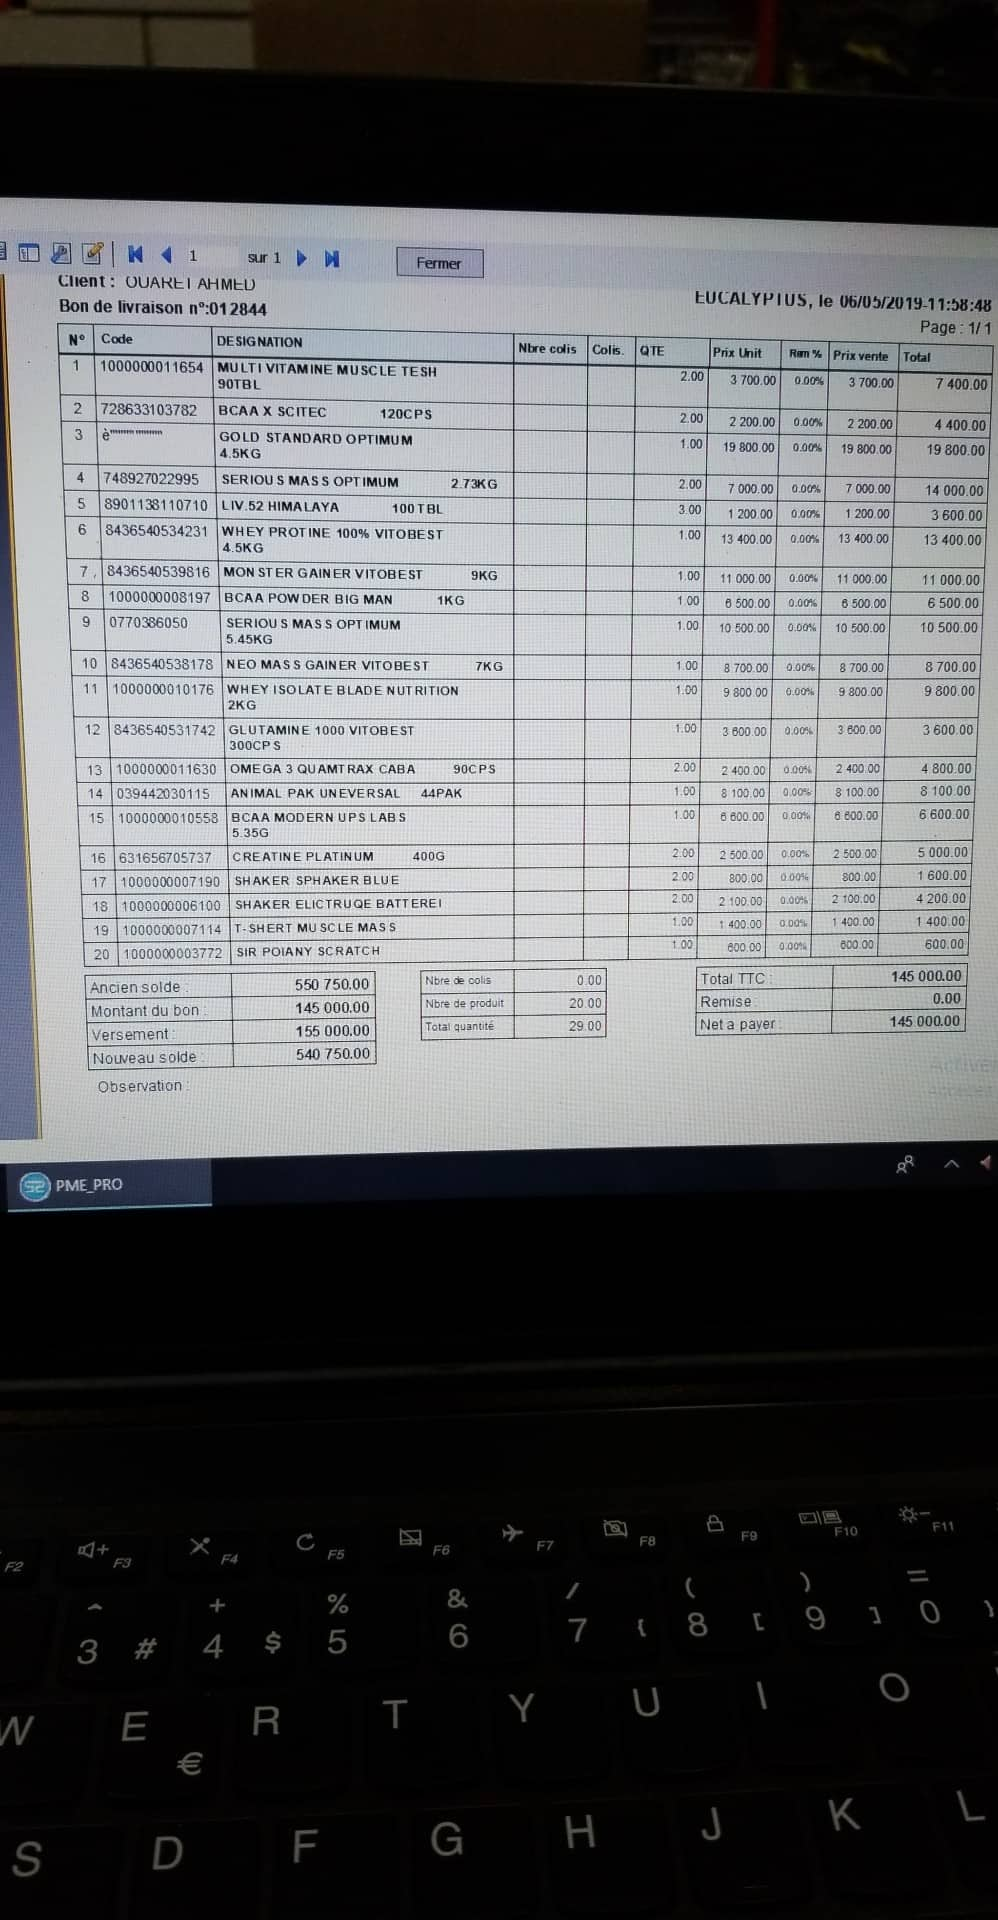 1 sur 1 Fermer
Client : OUARET AHMED
EUCALYPTUS, le 06/05/2019-11:58:48
Bon de livraison n°:012844
Page : 1/1
N° Code DESIGNATION Nbre colis Colis. QTE Prix Unit Rem % Prix vente Total
1 1000000011654 MULTI VITAMINE MUSCLE TESH 2.00 3 700.00 0.00% 3 700.00 7 400.00
90TBL
2 728633103782 BCAA X SCITEC 120CPS 2.00 2 200.00 0.00% 2 200.00 4 400.00
3 GOLD STANDARD OPTIMUM 1.00 19 800.00 0.00% 19 800.00 19 800.00
4.5KG
4 748927022995 SERIOUS MASS OPTIMUM 2.73KG 2.00 7 000.00 0.00% 7 000.00 14 000.00
5 8901138110710 LIV.52 HIMALAYA 100TBL 3.00 1 200.00 0.00% 1 200.00 3 600.00
6 8436540534231 WHEY PROTINE 100% VITOBEST 1.00 13 400.00 0.00% 13 400.00 13 400.00
4.5KG
7 8436540539816 MONSTER GAINER VITOBEST 9KG 1.00 11 000.00 0.00% 11 000.00 11 000.00
8 1000000008197 BCAA POWDER BIG MAN 1KG 1.00 6 500.00 0.00% 6 500.00 6 500.00
9 0770386050 SERIOUS MASS OPTIMUM 1.00 10 500.00 0.00% 10 500.00 10 500.00
5.45KG
10 8436540538178 NEO MASS GAINER VITOBEST 7KG 1.00 8 700.00 0.00% 8 700.00 8 700.00
11 1000000010176 WHEY ISOLATE BLADE NUTRITION 1.00 9 800.00 0.00% 9 800.00 9 800.00
2KG
12 8436540531742 GLUTAMINE 1000 VITOBEST 1.00 3 600.00 0.00% 3 600.00 3 600.00
300CPS
13 1000000011630 OMEGA 3 QUAMTRAX CABA 90CPS 2.00 2 400.00 0.00% 2 400.00 4 800.00
14 039442030115 ANIMAL PAK UNEVERSAL 44PAK 1.00 8 100.00 0.00% 8 100.00 8 100.00
15 1000000010558 BCAA MODERN UPS LABS 1.00 6 600.00 0.00% 6 600.00 6 600.00
5.35G
16 631656705737 CREATINE PLATINUM 400G 2.00 2 500.00 0.00% 2 500.00 5 000.00
17 1000000007190 SHAKER SPHAKER BLUE 2.00 800.00 0.00% 800.00 1 600.00
18 1000000006100 SHAKER ELICTRUQE BATTEREI 2.00 2 100.00 0.00% 2 100.00 4 200.00
19 1000000007114 T-SHERT MUSCLE MASS 1.00 1 400.00 0.00% 1 400.00 1 400.00
20 1000000003772 SIR POIANY SCRATCH 1.00 600.00 0.00% 600.00 600.00
Ancien solde : 550 750.00 Nbre de colis 0.00 Total TTC : 145 000.00
Montant du bon : 145 000.00 Nbre de produit 20.00 Remise : 0.00
Versement : 155 000.00 Total quantité 29.00 Net a payer : 145 000.00
Nouveau solde : 540 750.00
Observation :
Activer
PME_PRO
F2 F3 F4 F5 F6 F7 F8 F9 F10 F11
^ + % & / ( ) =
3 # 4 $ 5 6 7 { 8 [ 9 ] 0 }
W E € R T Y U I O
S D F G H J K L